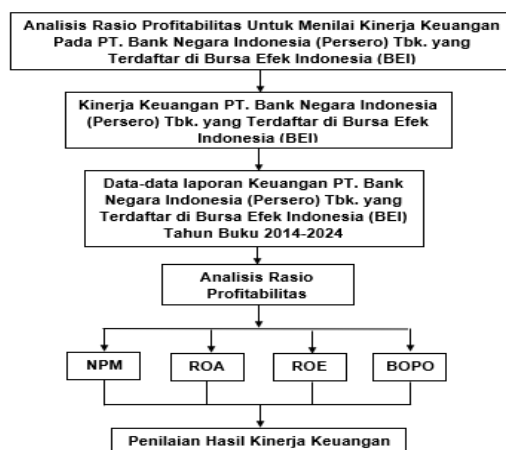 Analisis Rasio Profitabilitas Untuk Menilai Kinerja Keuangan
Pada PT. Bank Negara Indonesia (Persero) Tbk. yang
Terdaftar di Bursa Efek Indonesia (BEI)
Kinerja Keuangan PT. Bank Negara Indonesia
(Persero) Tbk. yang Terdaftar di Bursa Efek
Indonesia (BEI)
Data-data laporan Keuangan PT. Bank
Negara Indonesia (Persero) Tbk. yang
Terdaftar di Bursa Efek Indonesia (BEI)
Tahun Buku 2014-2024
Analisis Rasio
Profitabilitas
NPM
ROA
ROE
BOPO
Penilaian Hasil Kinerja Keuangan